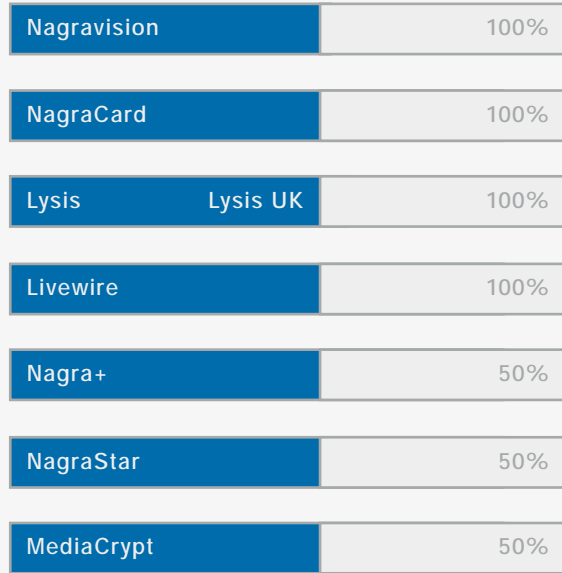 Nagravision 100%
NagraCard 100%
Lysis Lysis UK 100%
Livewire 100%
Nagra+ 50%
NagraStar 50%
MediaCrypt 50%